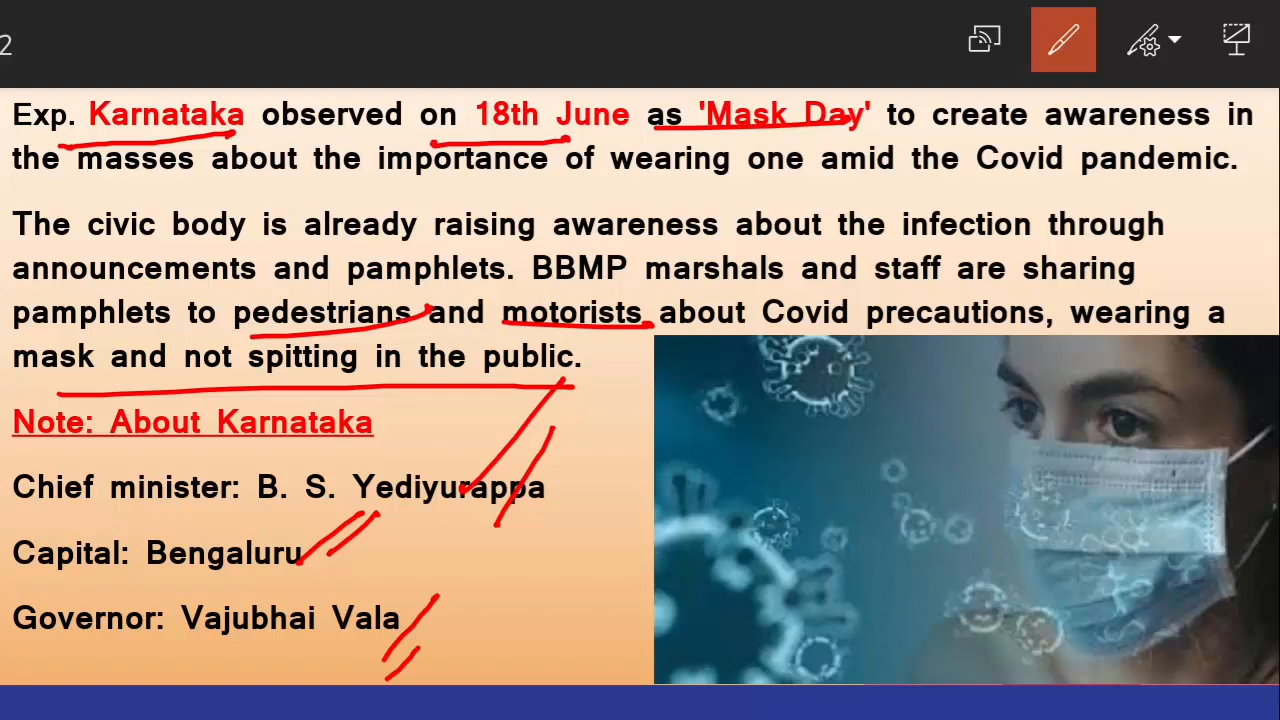 2
Exp. Karnataka observed on 18th June as 'Mask Day' to create awareness in
the masses about the importance of wearing one amid the Covid pandemic.
The civic body is already raising awareness about the infection through
announcements and pamphlets. BBMP marshals and staff are sharing
pamphlets to pedestrians and motorists about Covid precautions, wearing a
mask and not spitting in the public.
Note: About Karnataka
Chief minister: B. S. Yediyurappa
Capital: Bengaluru
Governor: Vajubhai Vala